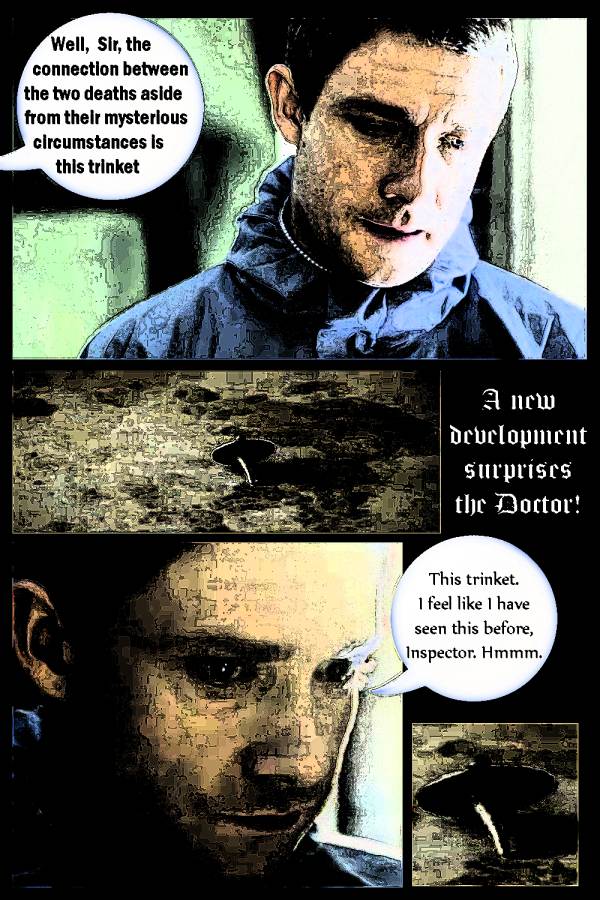 Well, Sir, the
connection between
the two deaths aside
from their mysterious
circumstances is
this trinket
A new
development
surprises
the Doctor!
This trinket.
I feel like I have
seen this before,
Inspector. Hmmm.